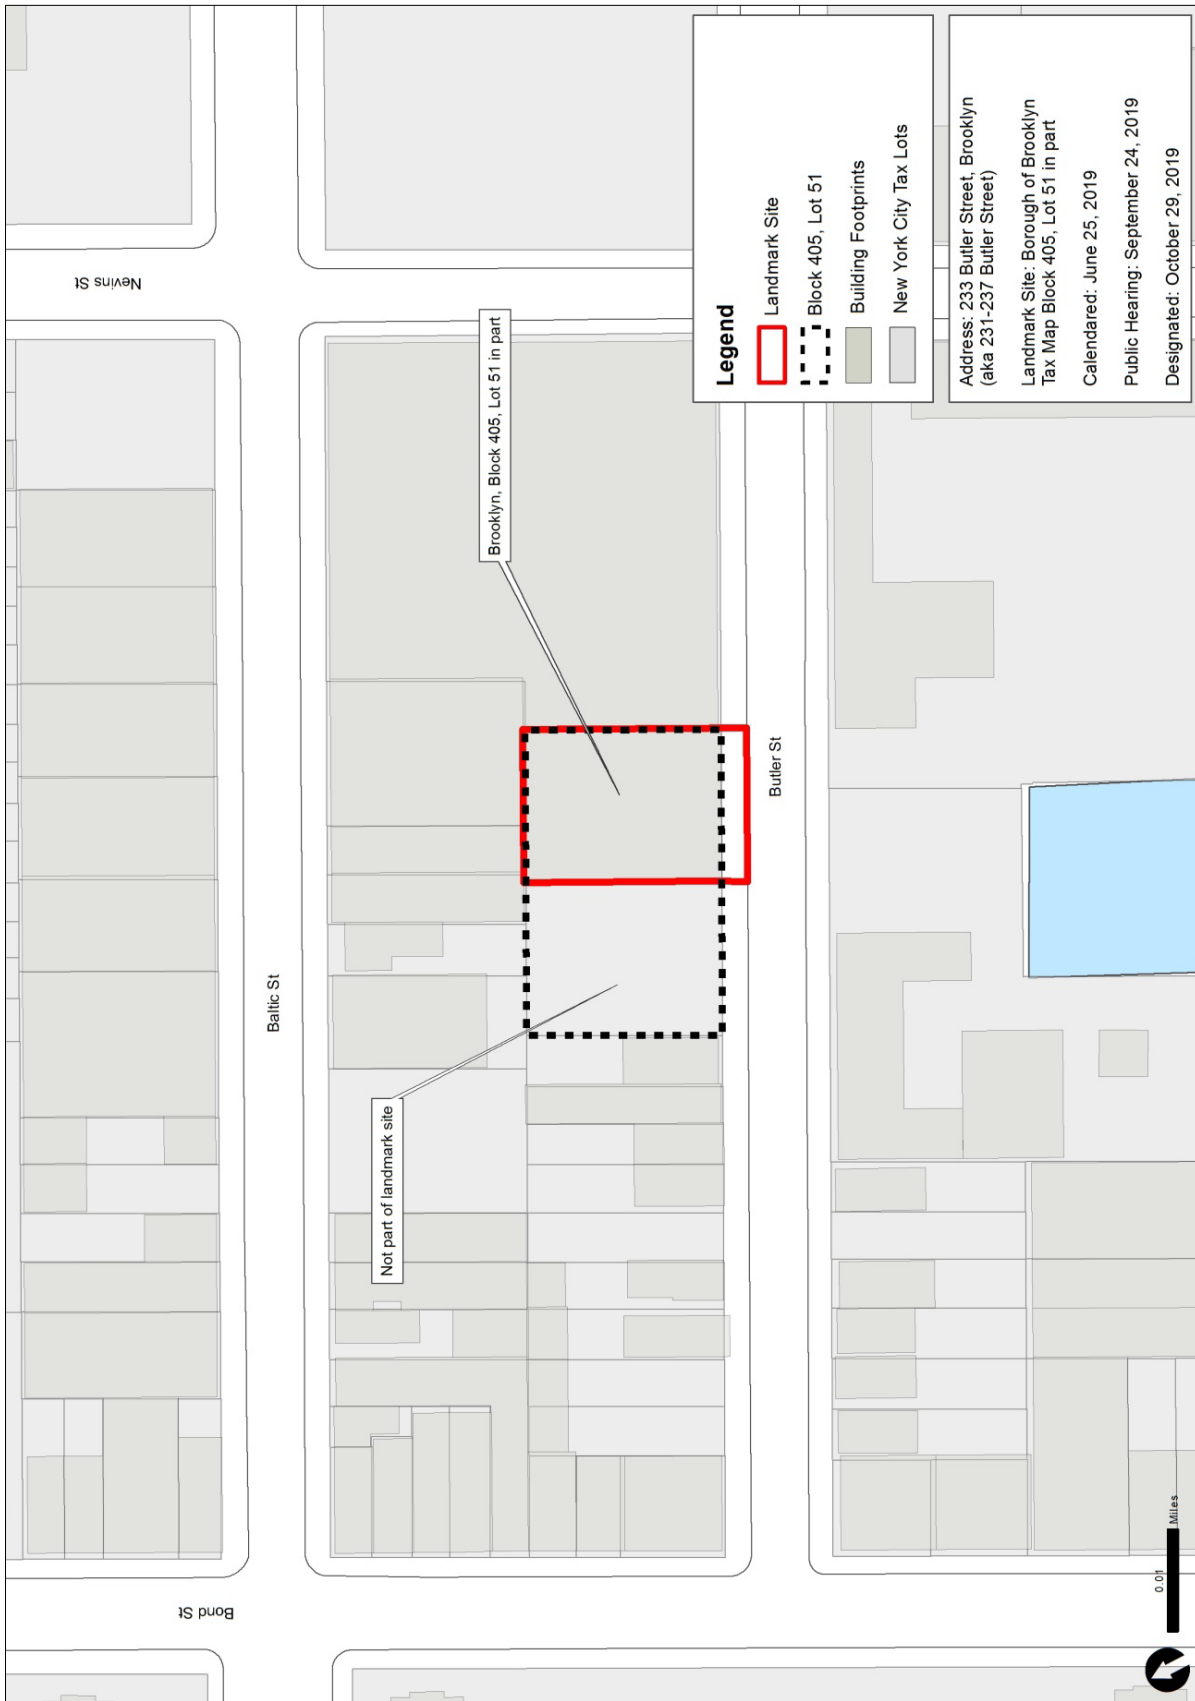 Nevins St
Baltic St
Bond St
Butler St
Brooklyn, Block 405, Lot 51 in part
Not part of landmark site
Legend
Landmark Site
Block 405, Lot 51
Building Footprints
New York City Tax Lots
Address: 233 Butler Street, Brooklyn
(aka 231-237 Butler Street)
Landmark Site: Borough of Brooklyn
Tax Map Block 405, Lot 51 in part
Calendared: June 25, 2019
Public Hearing: September 24, 2019
Designated: October 29, 2019
0.01
Miles